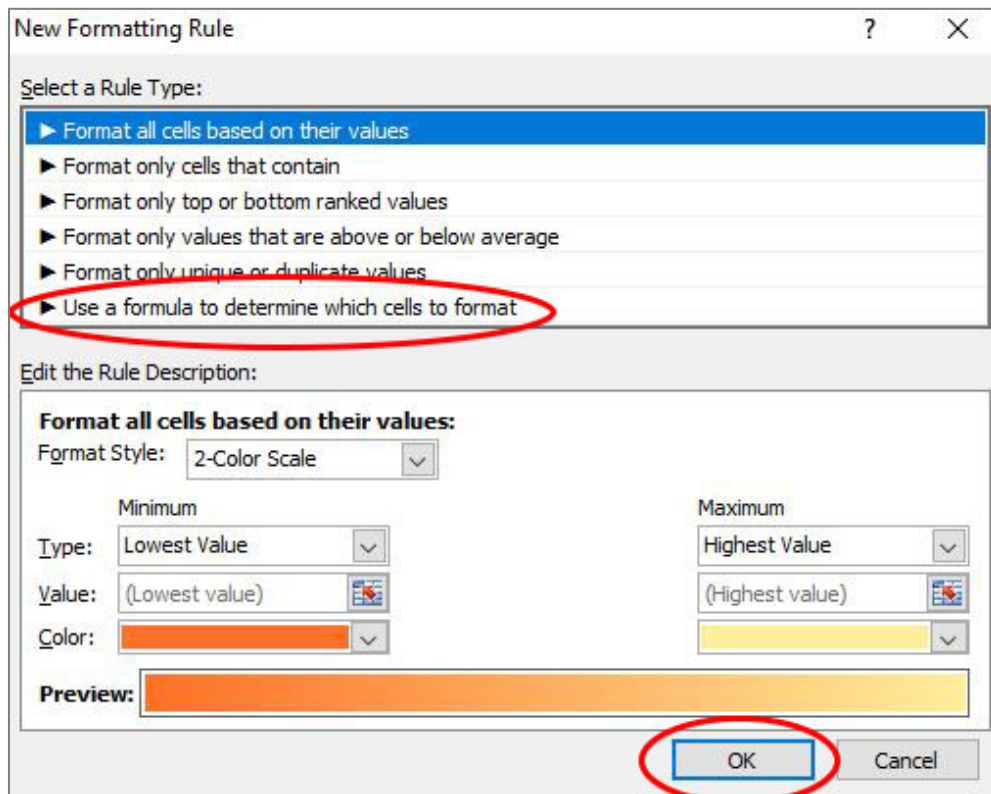 New Formatting Rule ? X
Select a Rule Type:
► Format all cells based on their values
► Format only cells that contain
► Format only top or bottom ranked values
► Format only values that are above or below average
► Format only unique or duplicate values
► Use a formula to determine which cells to format
Edit the Rule Description:
Format all cells based on their values:
Format Style: 2-Color Scale
Minimum Maximum
Type: Lowest Value Highest Value
Value: (Lowest value) (Highest value)
Color:
Preview:
OK Cancel